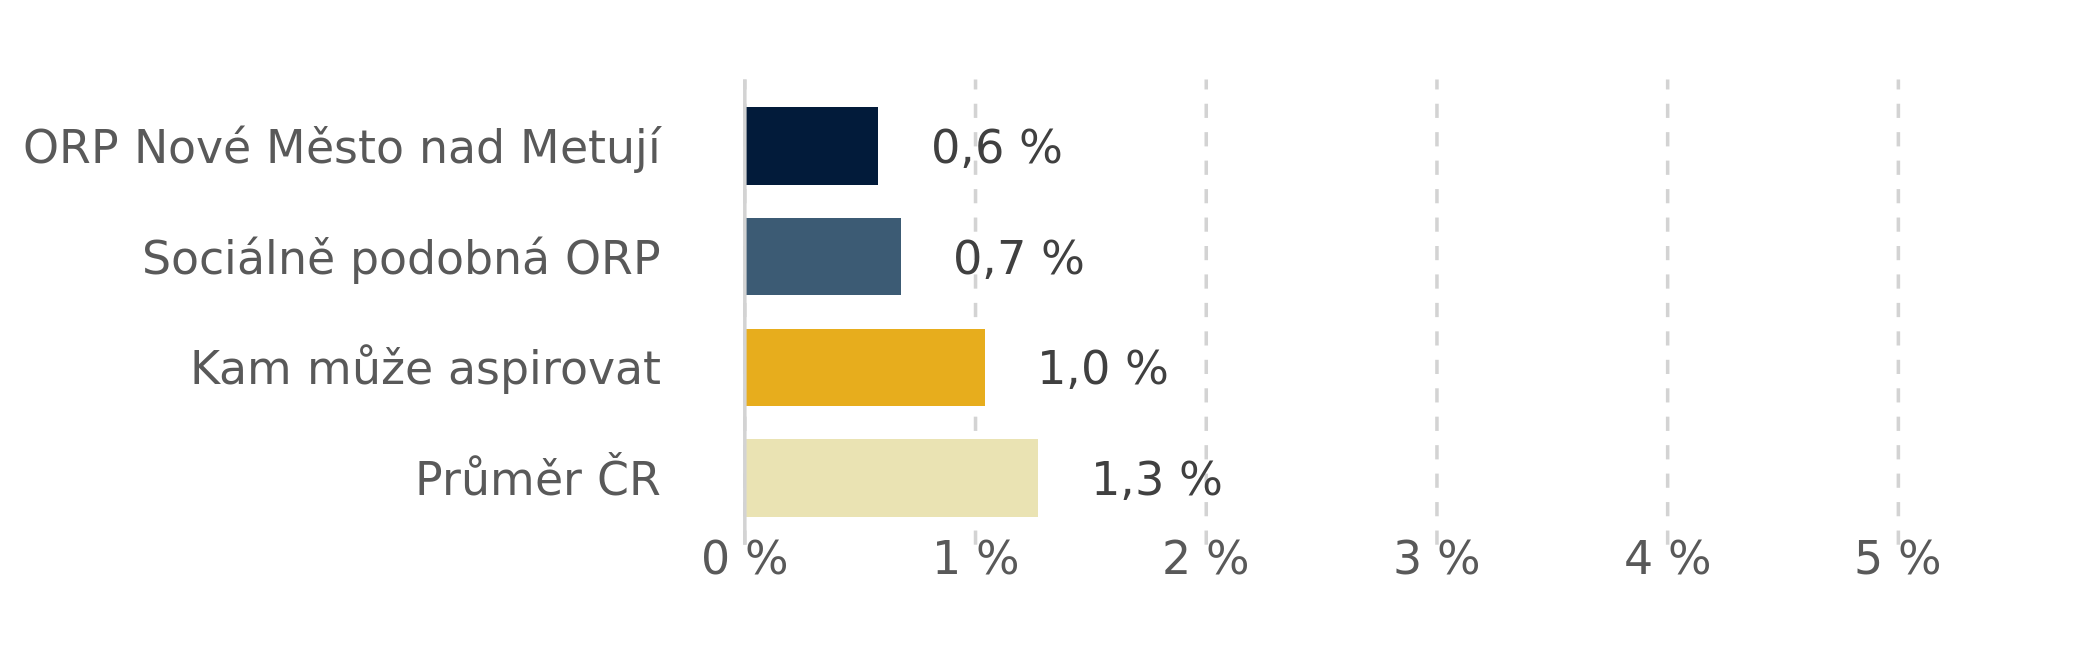 ORP Nové Město nad Metují 0,6 %
Sociálně podobná ORP 0,7 %
Kam může aspirovat 1,0 %
Průměr ČR 1,3 %
0 % 1 % 2 % 3 % 4 % 5 %